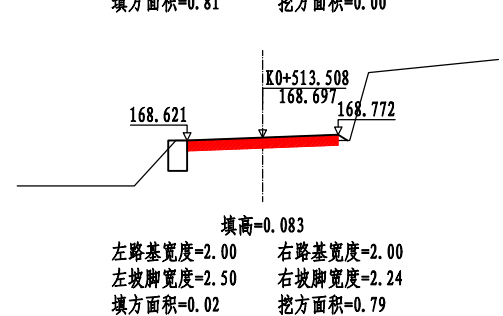 填方面积=0.81 挖方面积=0.00
K0+513.508
168.697
168.621
168.772
填高=0.083
左路基宽度=2.00 右路基宽度=2.00
左坡脚宽度=2.50 右坡脚宽度=2.24
填方面积=0.02 挖方面积=0.79